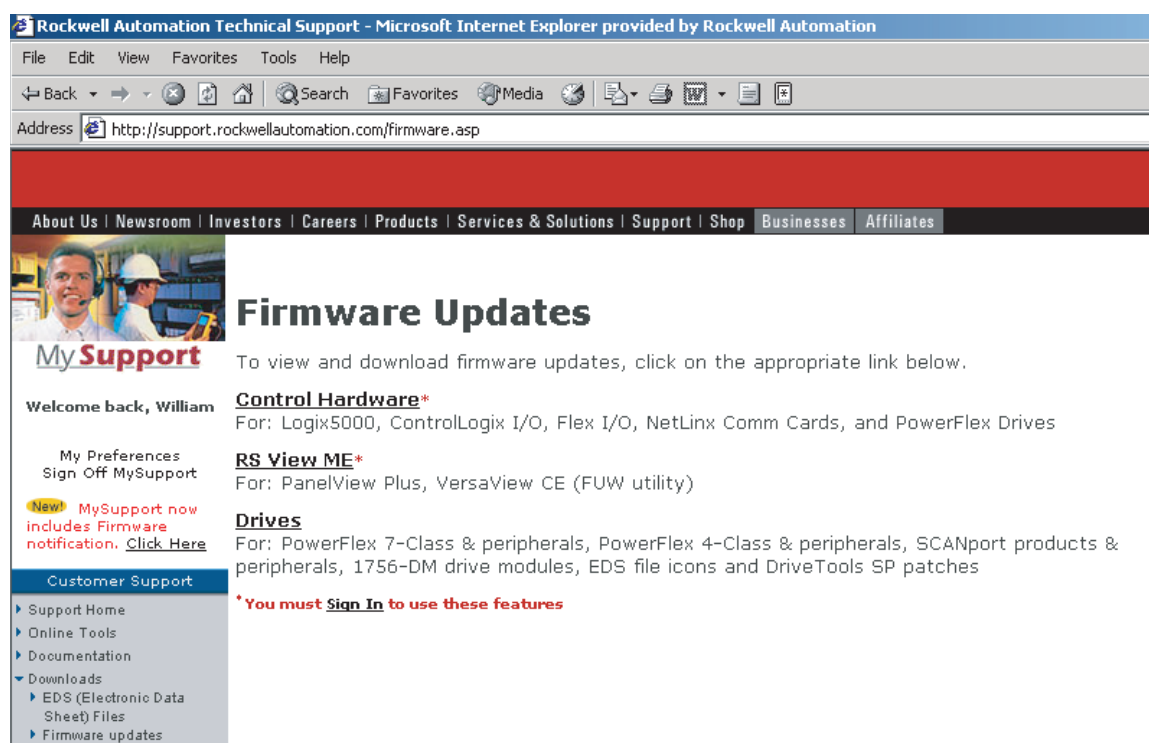 Rockwell Automation Technical Support - Microsoft Internet Explorer provided by Rockwell Automation
File Edit View Favorites Tools Help
Back Search Favorites Media
Address http://support.rockwellautomation.com/firmware.asp
About Us | Newsroom | Investors | Careers | Products | Services & Solutions | Support | Shop Businesses Affiliates
My Support
Welcome back, William
My Preferences
Sign Off MySupport
New! MySupport now
includes Firmware
notification. Click Here
Customer Support
Support Home
Online Tools
Documentation
Downloads
EDS (Electronic Data
Sheet) Files
Firmware updates
Firmware Updates
To view and download firmware updates, click on the appropriate link below.
Control Hardware*
For: Logix5000, ControlLogix I/O, Flex I/O, NetLinx Comm Cards, and PowerFlex Drives
RS View ME*
For: PanelView Plus, VersaView CE (FUW utility)
Drives
For: PowerFlex 7-Class & peripherals, PowerFlex 4-Class & peripherals, SCANport products &
peripherals, 1756-DM drive modules, EDS file icons and DriveTools SP patches
*You must Sign In to use these features